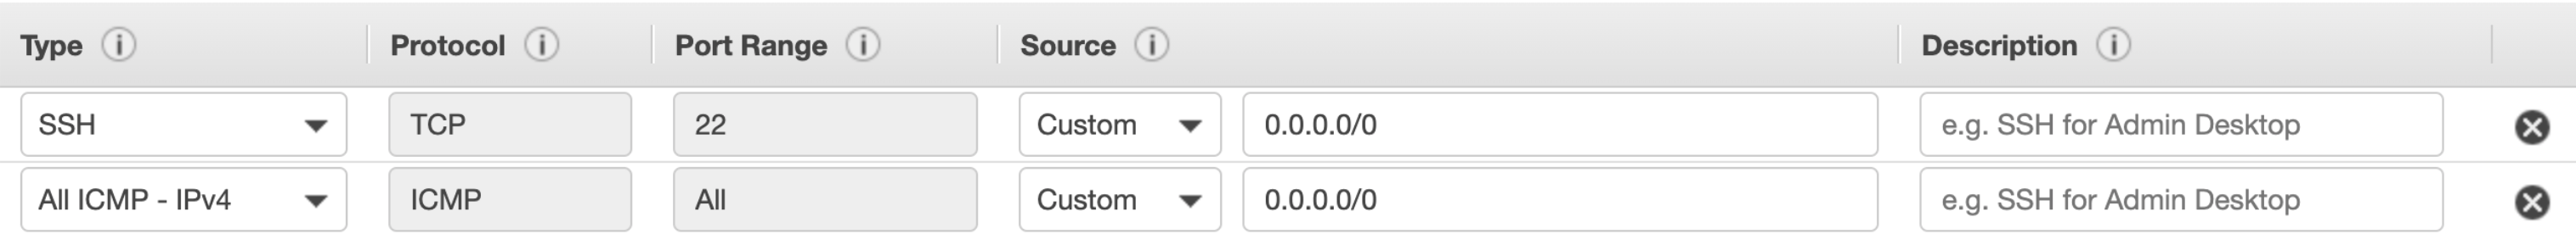 Type Protocol Port Range Source Description
SSH TCP 22 Custom 0.0.0.0/0 e.g. SSH for Admin Desktop
All ICMP - IPv4 ICMP All Custom 0.0.0.0/0 e.g. SSH for Admin Desktop